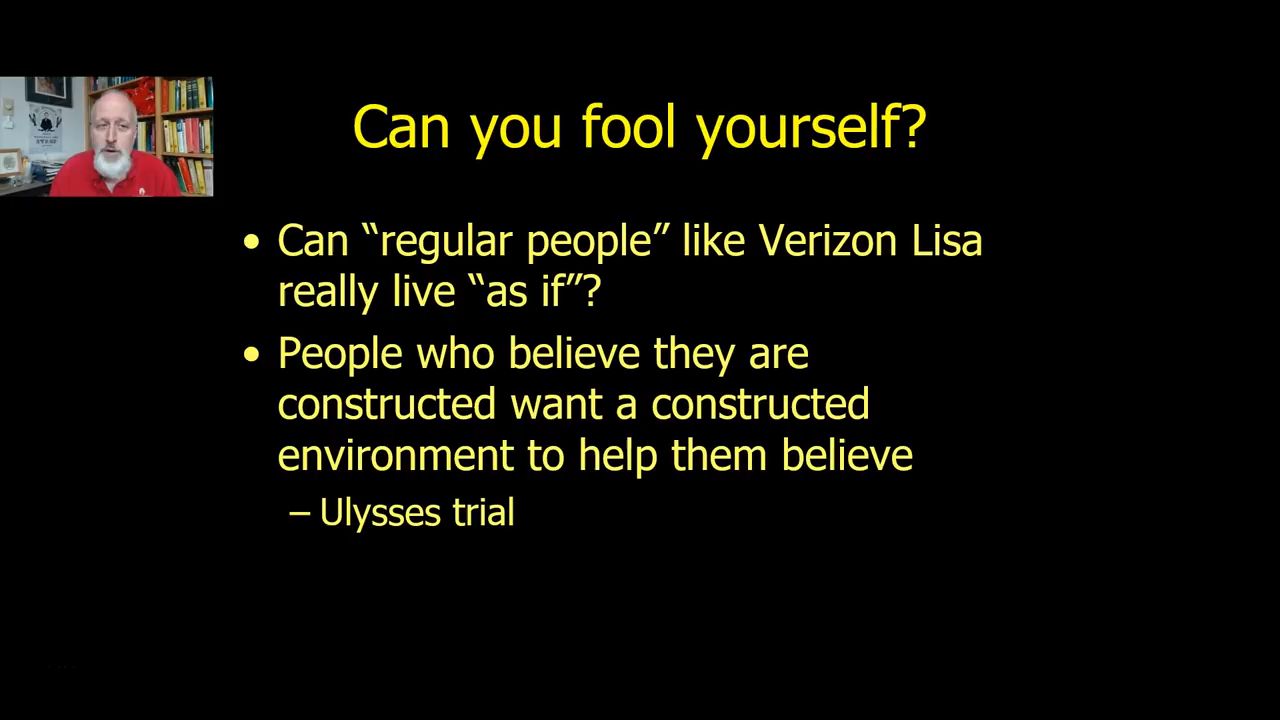 Can you fool yourself?
• Can “regular people” like Verizon Lisa
really live “as if”?
• People who believe they are
constructed want a constructed
environment to help them believe
– Ulysses trial